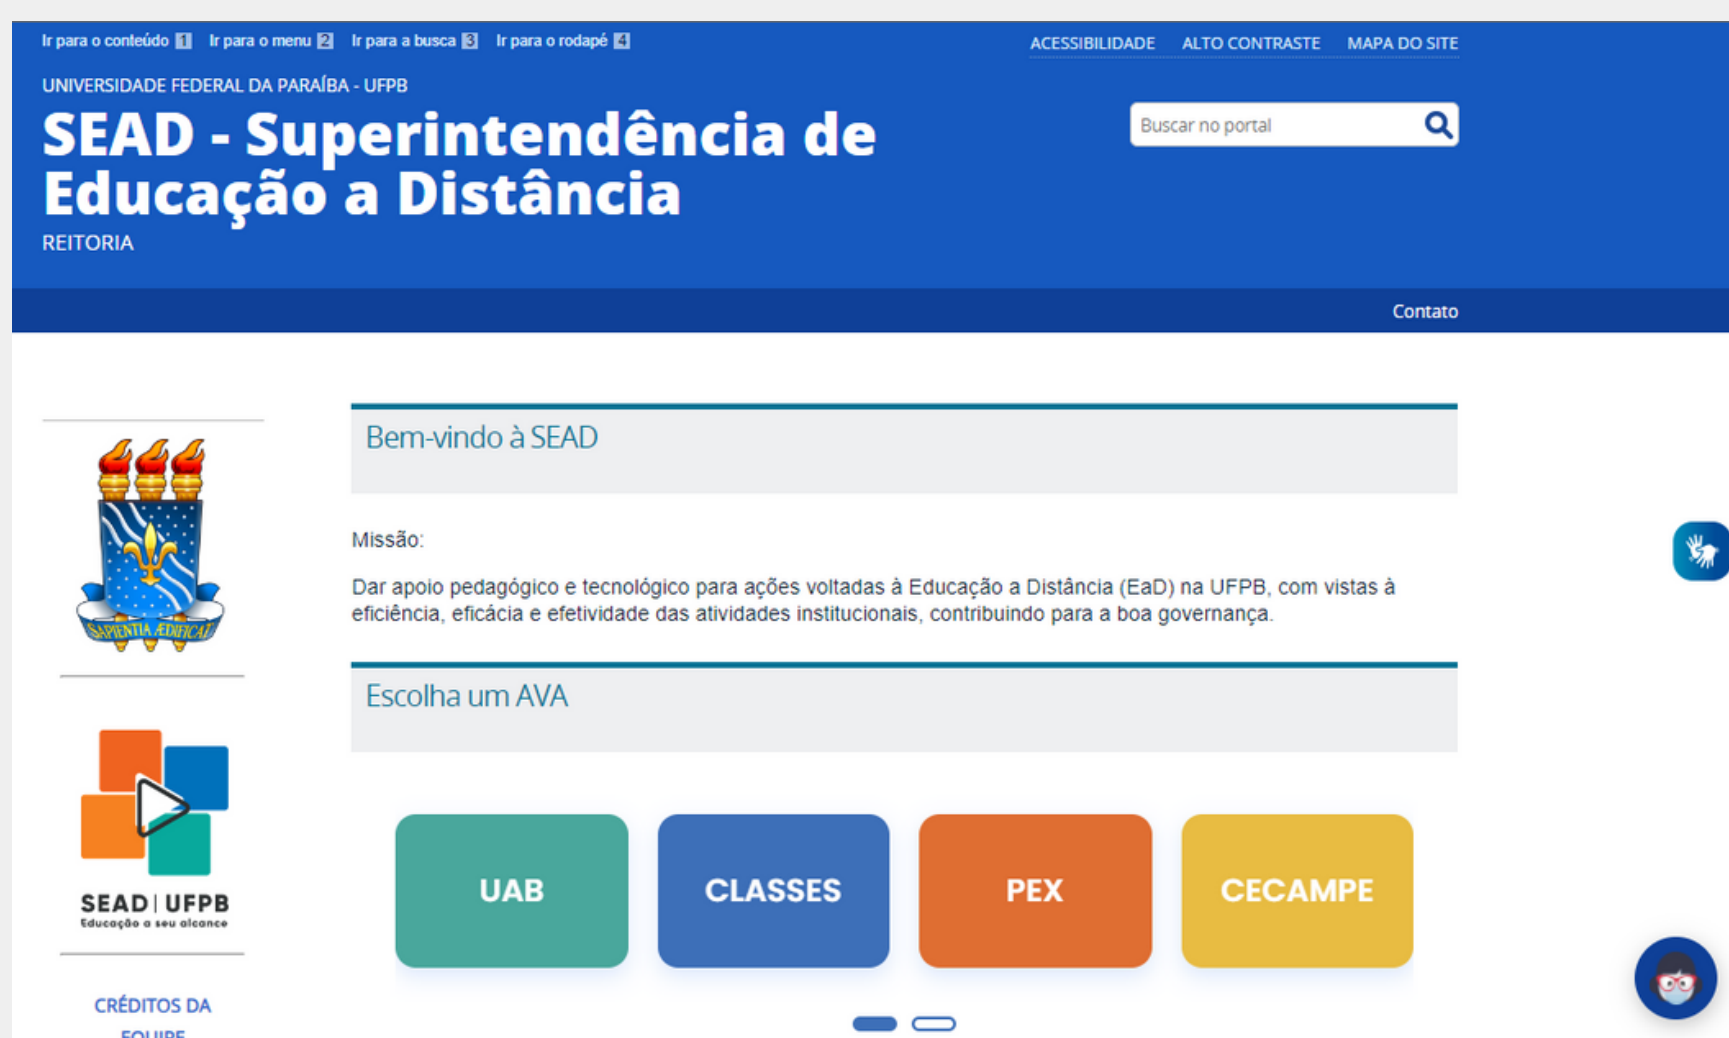 Ir para o conteúdo 1 Ir para o menu 2 Ir para a busca 3 Ir para o rodapé 4
ACESSIBILIDADE ALTO CONTRASTE MAPA DO SITE
UNIVERSIDADE FEDERAL DA PARAÍBA - UFPB
SEAD - Superintendência de
Educação a Distância
REITORIA
Buscar no portal
Contato
SAPIENTIA ÆDIFICAT
SEAD | UFPB
Educação a seu alcance
CRÉDITOS DA
EQUIPE
Bem-vindo à SEAD
Missão:
Dar apoio pedagógico e tecnológico para ações voltadas à Educação a Distância (EaD) na UFPB, com vistas à
eficiência, eficácia e efetividade das atividades institucionais, contribuindo para a boa governança.
Escolha um AVA
UAB
CLASSES
PEX
CECAMPE